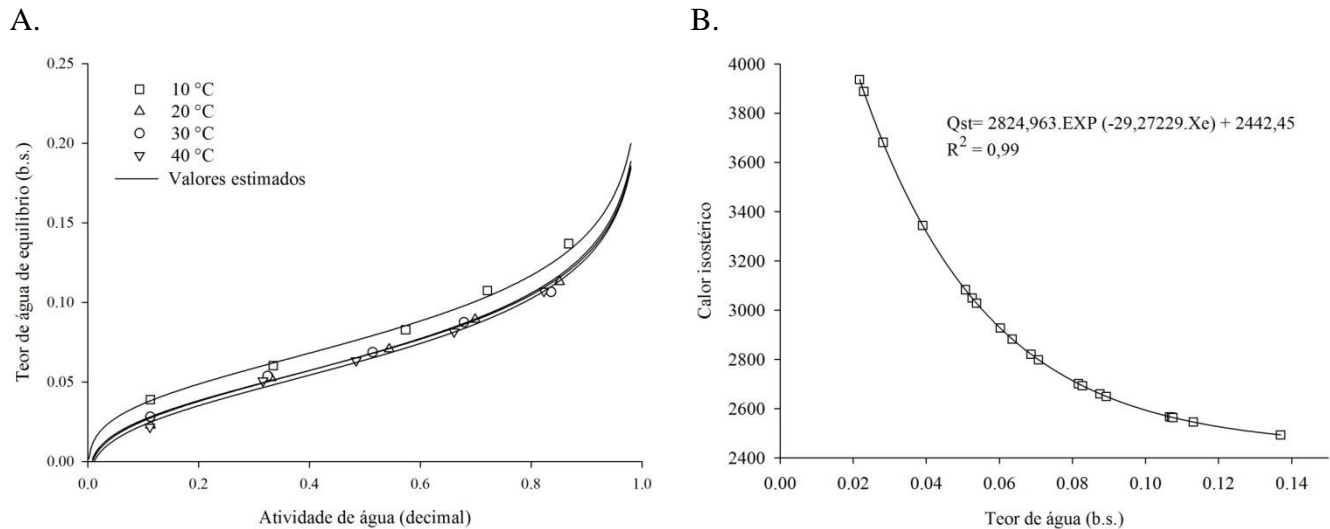 A.
10 °C
20 °C
30 °C
40 °C
Valores estimados
Teor de água de equilíbrio (b.s.)
0.25
0.20
0.15
0.10
0.05
0.00
0.0 0.2 0.4 0.6 0.8 1.0
Atividade de água (decimal)
B.
Qst= 2824,963.EXP (-29,27229.Xe) + 2442,45
R² = 0,99
Calor isostérico
4000
3800
3600
3400
3200
3000
2800
2600
2400
0.00 0.02 0.04 0.06 0.08 0.10 0.12 0.14
Teor de água (b.s.)